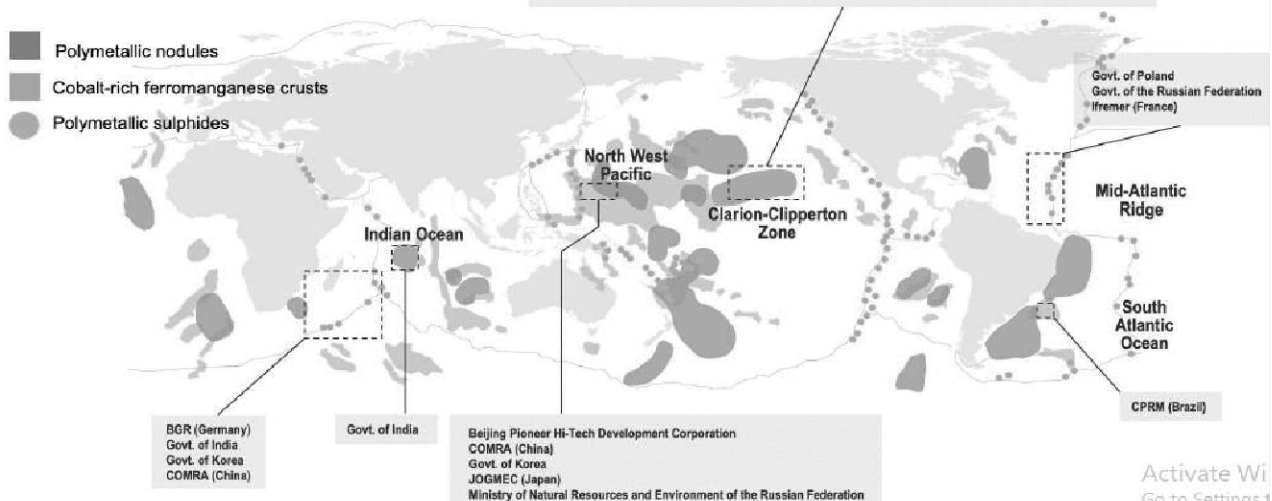 Polymetallic nodules
Cobalt-rich ferromanganese crusts
Polymetallic sulphides
Govt. of Poland
Govt. of the Russian Federation
Ifremer (France)
North West
Pacific
Clarion-Clipperton
Zone
Mid-Atlantic
Ridge
Indian Ocean
South
Atlantic
Ocean
CPRM (Brazil)
BGR (Germany)
Govt. of India
Govt. of Korea
COMRA (China)
Govt. of India
Beijing Pioneer Hi-Tech Development Corporation
COMRA (China)
Govt. of Korea
JOGMEC (Japan)
Ministry of Natural Resources and Environment of the Russian Federation
Activate Wi
Go to Settings